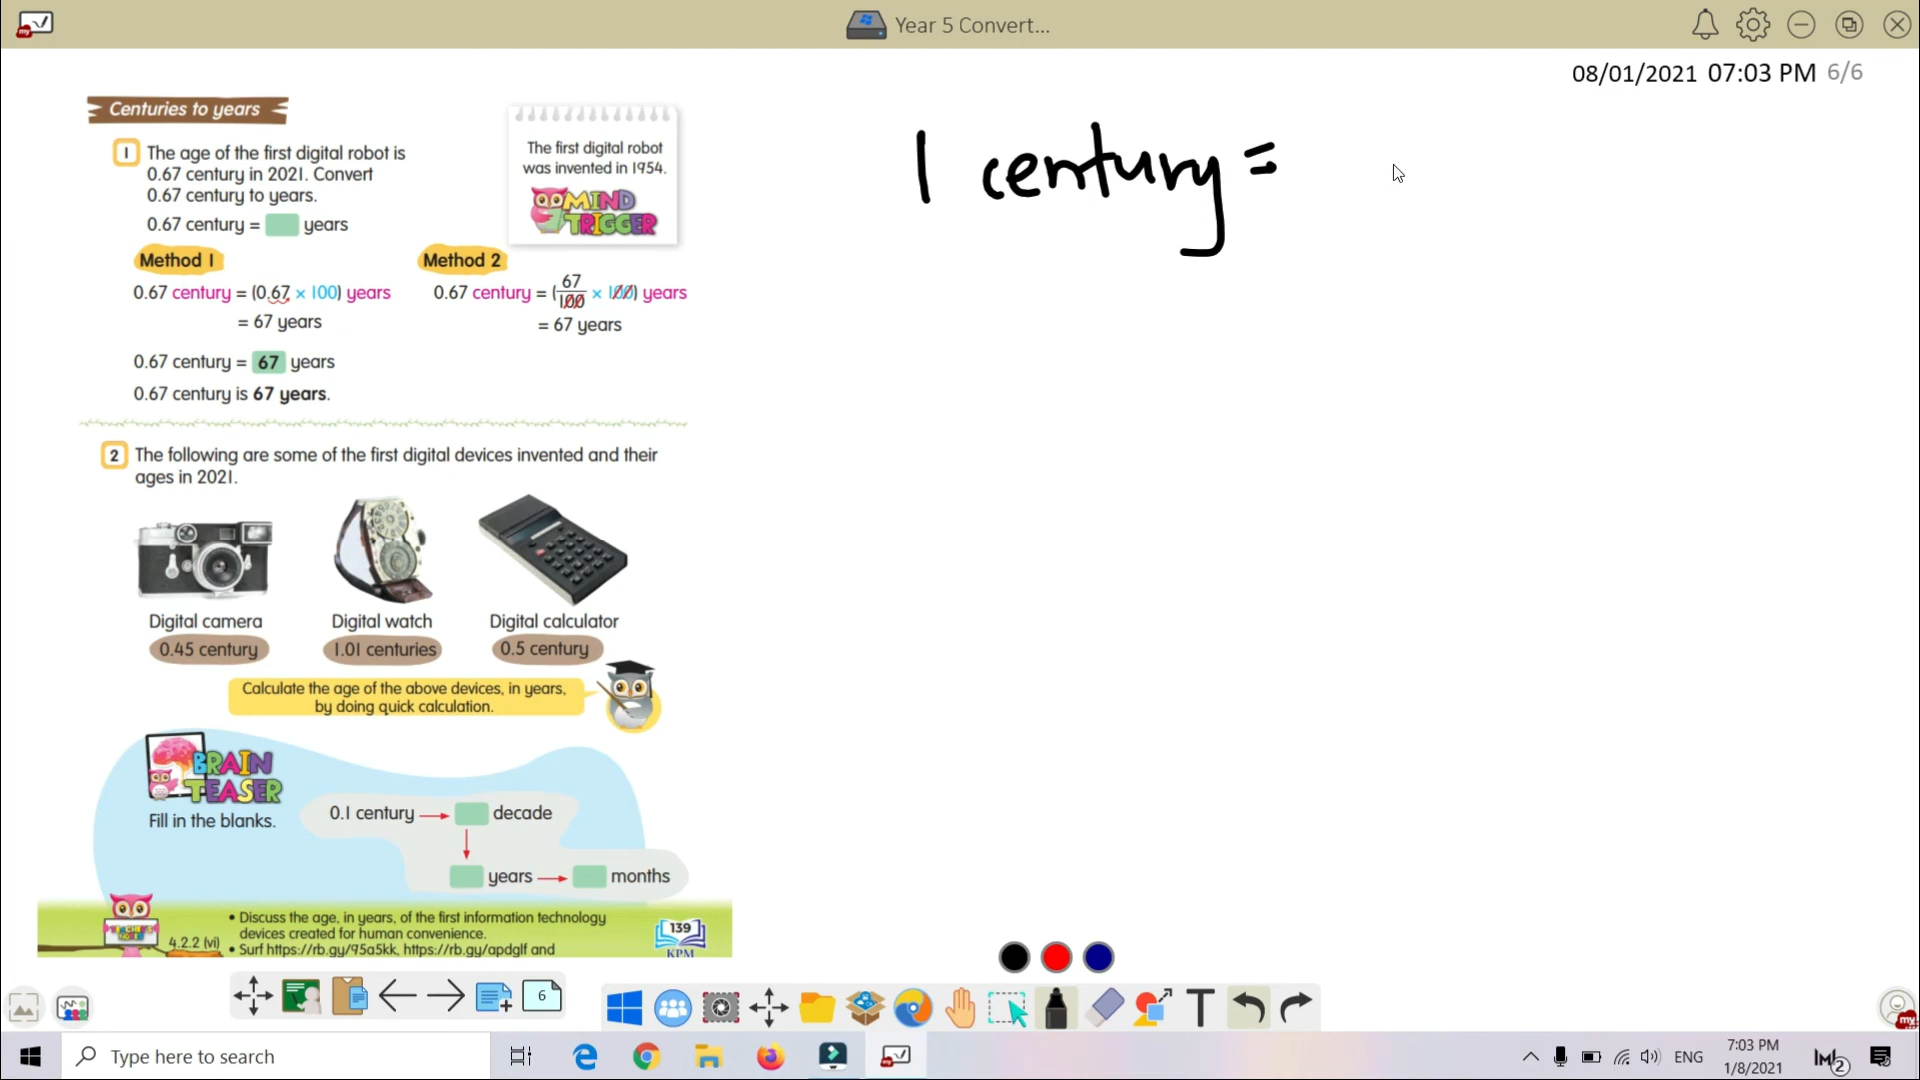 Year 5 Convert...
08/01/2021 07:03 PM 6/6
Centuries to years
1 The age of the first digital robot is
0.67 century in 2021. Convert
0.67 century to years.
0.67 century = years
The first digital robot
was invented in 1954.
MIND
TRIGGER
Method 1
0.67 century = (0.67 × 100) years
= 67 years
0.67 century = 67 years
0.67 century is 67 years.
Method 2
0.67 century = (67/100 × 100) years
= 67 years
1 century =
2 The following are some of the first digital devices invented and their
ages in 2021.
Digital camera
0.45 century
Digital watch
1.01 centuries
Digital calculator
0.5 century
Calculate the age of the above devices, in years,
by doing quick calculation.
BRAIN
TEASER
Fill in the blanks.
0.1 century decade
years months
4.2.2 (vi)
• Discuss the age, in years, of the first information technology
devices created for human convenience.
• Surf https://rb.gy/95a5kk, https://rb.gy/apdglf and
139
KPM
6
T
Type here to search
ENG
7:03 PM
1/8/2021
2